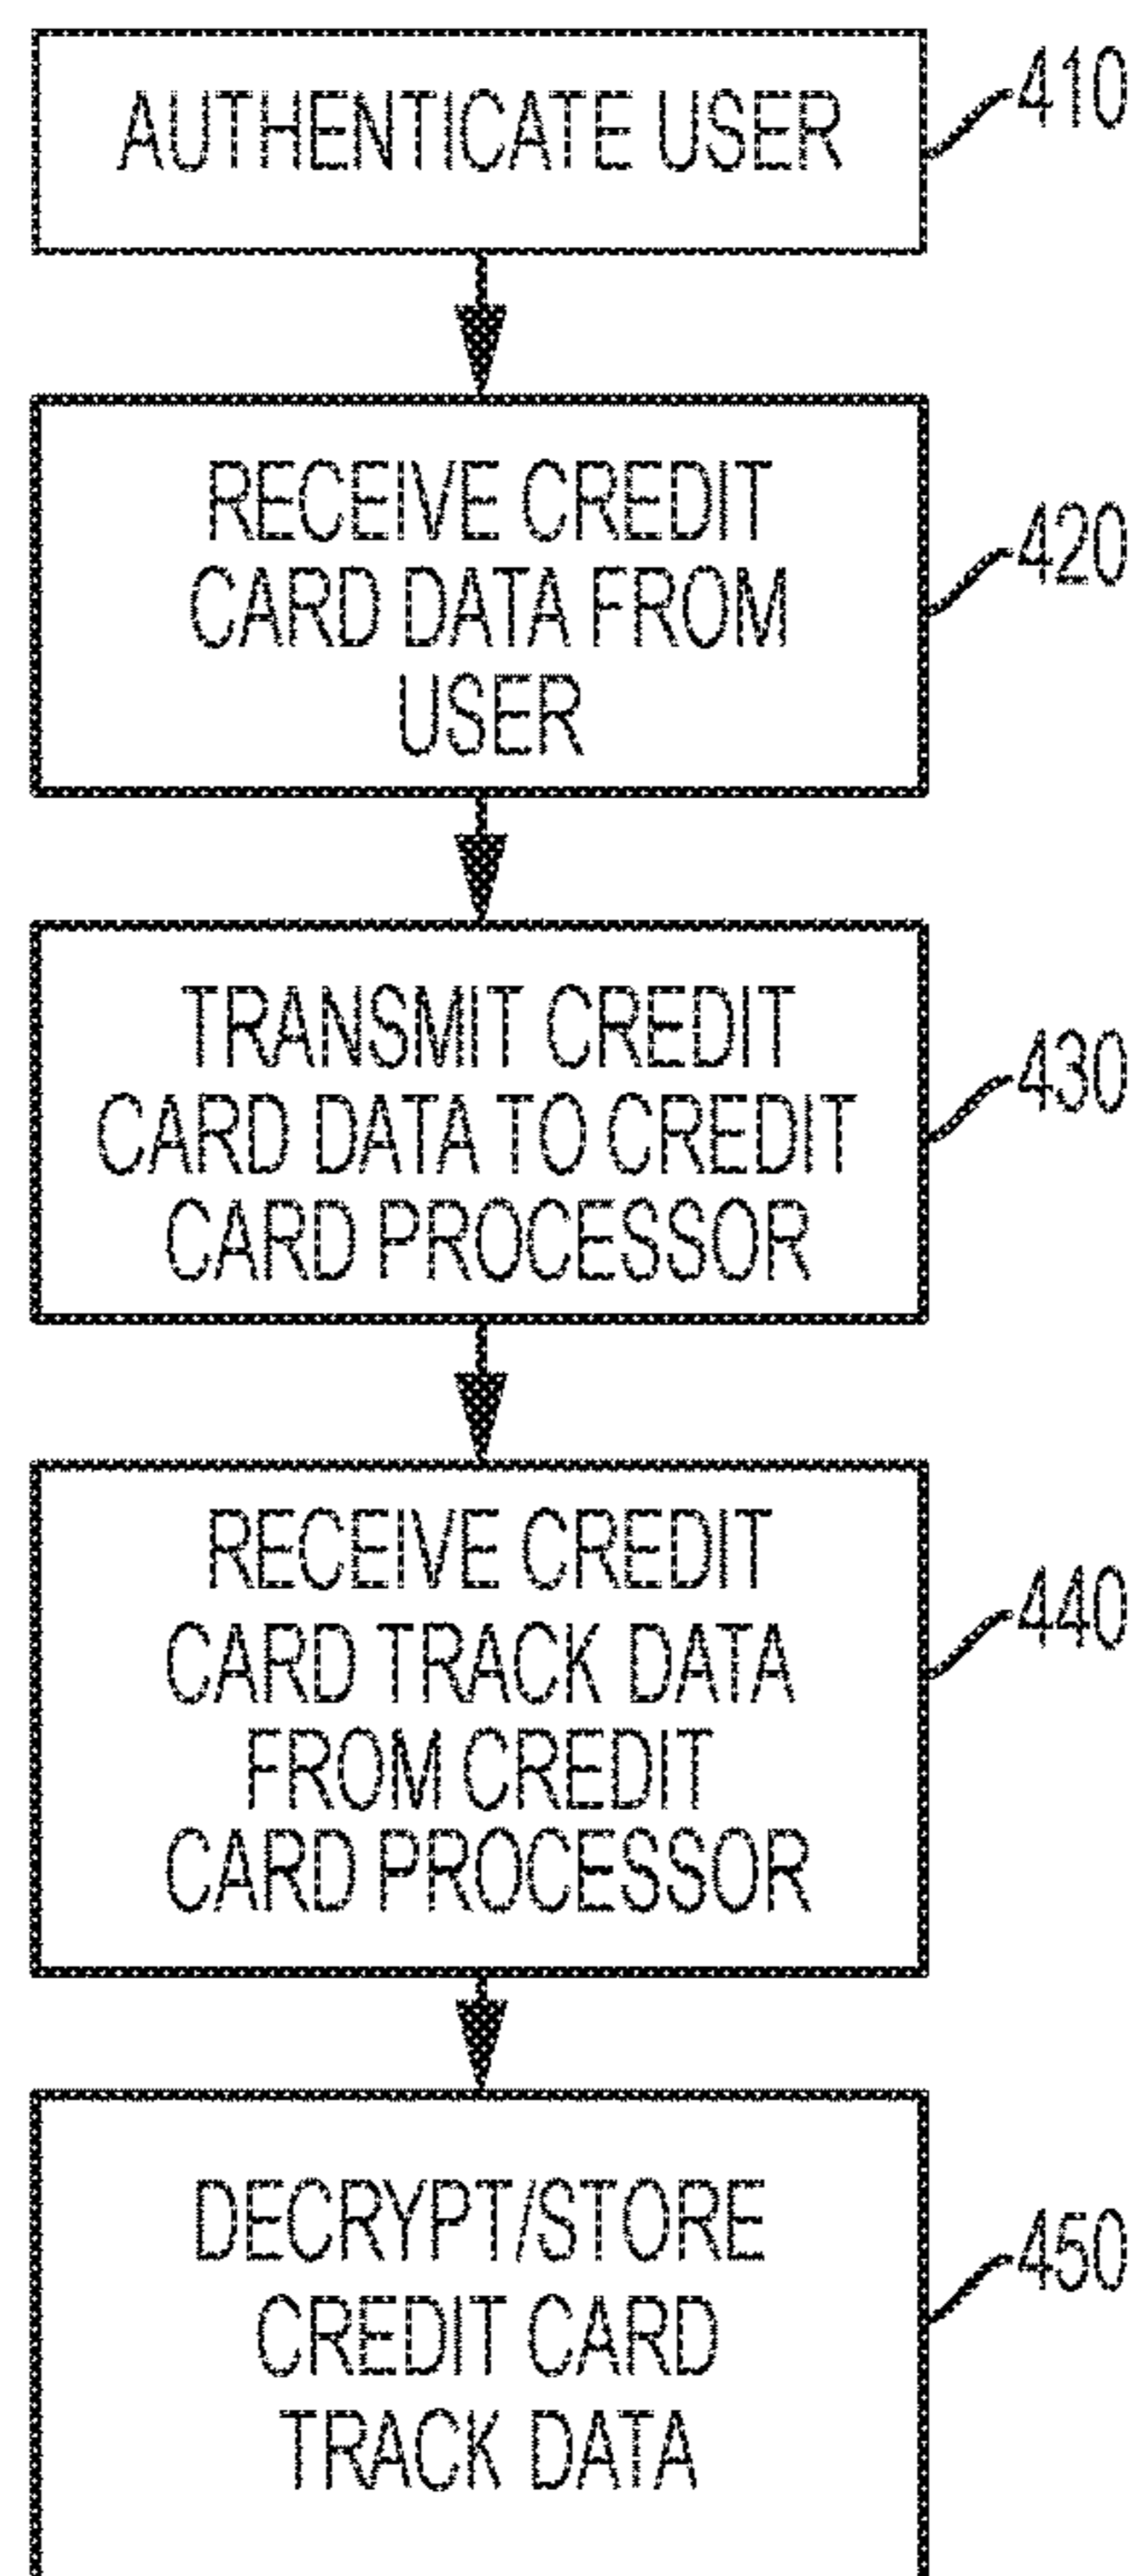 AUTHENTICATE USER
410
RECEIVE CREDIT
CARD DATA FROM
USER
420
TRANSMIT CREDIT
CARD DATA TO CREDIT
CARD PROCESSOR
430
RECEIVE CREDIT
CARD TRACK DATA
FROM CREDIT
CARD PROCESSOR
440
DECRYPT/STORE
CREDIT CARD
TRACK DATA
450